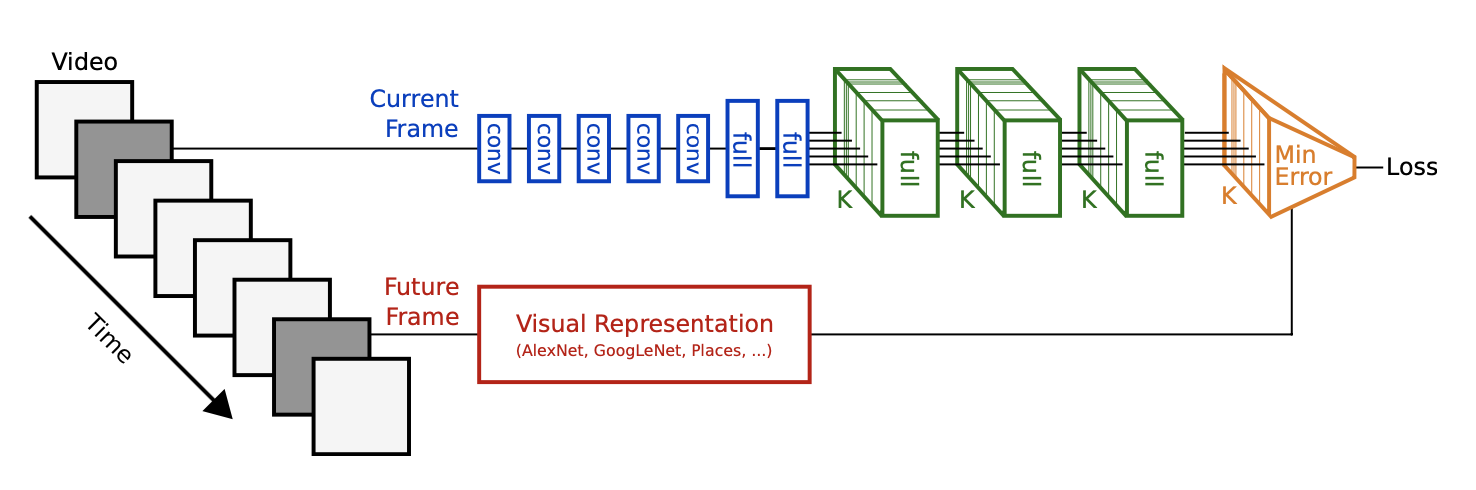 Video
Current
Frame
conv
conv
conv
conv
conv
full
full
full
K
full
K
full
K
Min
Error
K
Loss
Time
Future
Frame
Visual Representation
(AlexNet, GoogLeNet, Places, ...)